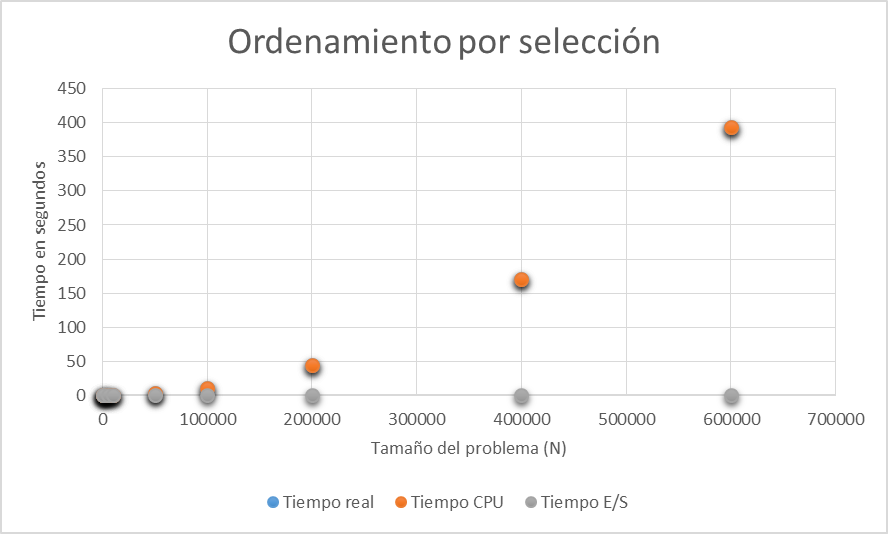 Ordenamiento por selección
450
400
350
300
250
200
150
100
50
0
Tiempo en segundos
0 100000 200000 300000 400000 500000 600000 700000
Tamaño del problema (N)
Tiempo real Tiempo CPU Tiempo E/S